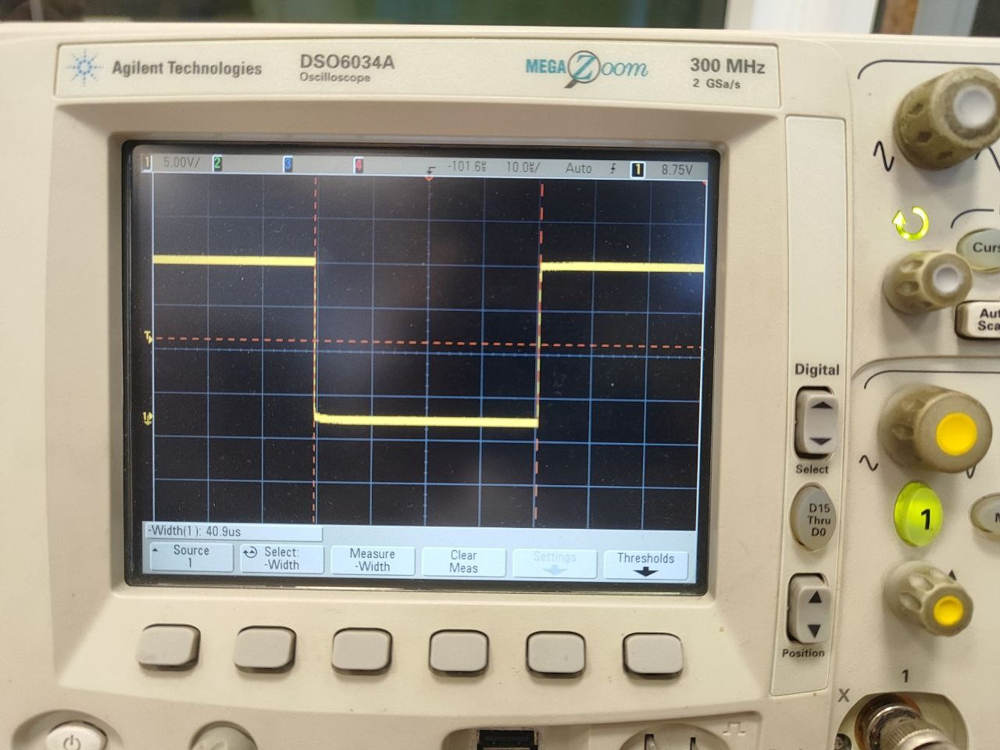 Agilent Technologies
DSO6034A
Oscilloscope
MEGA Zoom
300 MHz
2 GSa/s
1 5.00V/ 2 3 4 -101.6µs 10.0µs/ Auto 1 8.75V
T
1
-Width(1): 40.9us
Source
1
Select:
-Width
Measure
-Width
Clear
Meas
Settings
Thresholds
Curs
Aut
Sca
Digital
Select
D15
Thru
D0
1
Position
1
X